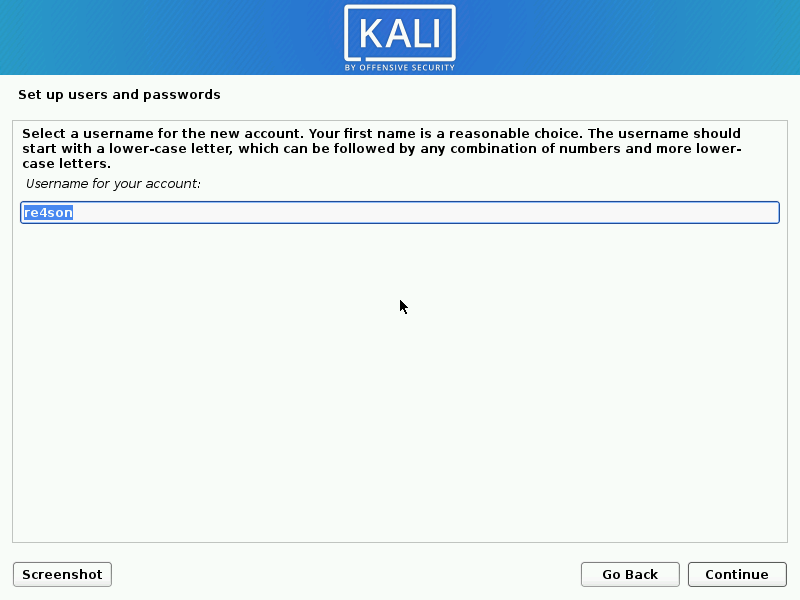 KALI
BY OFFENSIVE SECURITY
Set up users and passwords
Select a username for the new account. Your first name is a reasonable choice. The username should
start with a lower-case letter, which can be followed by any combination of numbers and more lower-
case letters.
Username for your account:
re4son
Screenshot
Go Back
Continue